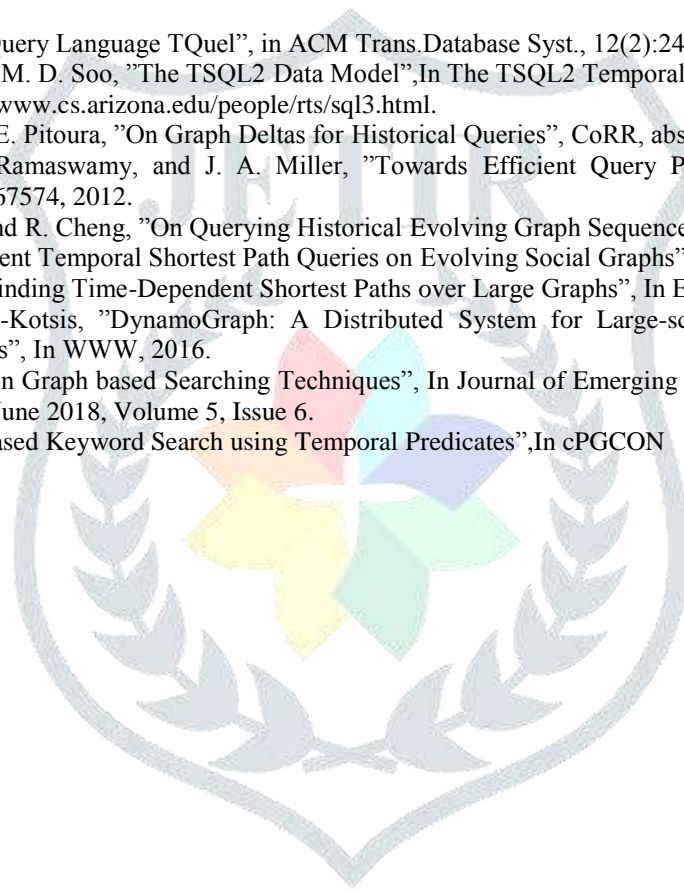 Query Language TQuel”, in ACM Trans.Database Syst., 12(2):24
M. D. Soo, ”The TSQL2 Data Model”,In The TSQL2 Temporal
www.cs.arizona.edu/people/rts/sql3.html.
E. Pitoura, ”On Graph Deltas for Historical Queries”, CoRR, abs
Ramaswamy, and J. A. Miller, ”Towards Efficient Query P
67574, 2012.
nd R. Cheng, ”On Querying Historical Evolving Graph Sequence
ent Temporal Shortest Path Queries on Evolving Social Graphs”
inding Time-Dependent Shortest Paths over Large Graphs”, In E
-Kotsis, ”DynamoGraph: A Distributed System for Large-sc
s”, In WWW, 2016.
n Graph based Searching Techniques”, In Journal of Emerging
June 2018, Volume 5, Issue 6.
ased Keyword Search using Temporal Predicates”,In cPGCON
JETIR